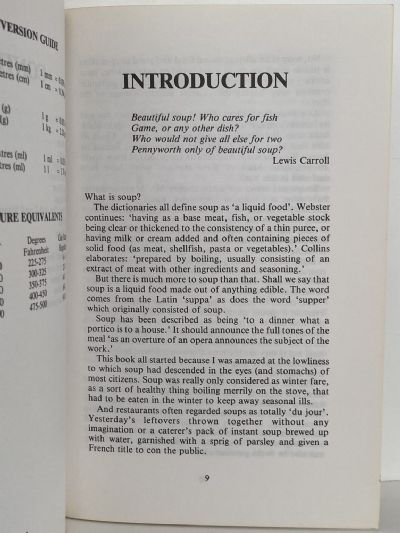 VERSION GUIDE
(mm)
1 mm =
1 cm =
(g)
(g)
1 g =
1 kg =
(ml)
(ml)
1 ml =
1 l =
URE EQUIVALENTS
Degrees
Fahrenheit
225-275
300-325
350-375
400-450
475-500
INTRODUCTION
Beautiful soup! Who cares for fish
Game, or any other dish?
Who would not give all else for two
Pennyworth only of beautiful soup?
Lewis Carroll
What is soup?
The dictionaries all define soup as 'a liquid food'. Webster
continues: 'having as a base meat, fish, or vegetable stock
being clear or thickened to the consistency of a thin puree, or
having milk or cream added and often containing pieces of
solid food (as meat, shellfish, pasta or vegetables).' Collins
elaborates: 'prepared by boiling, usually consisting of an
extract of meat with other ingredients and seasoning.'
But there is much more to soup than that. Shall we say that
soup is a liquid food made out of anything edible. The word
comes from the Latin 'suppa' as does the word 'supper'
which originally consisted of soup.
Soup has been described as being 'to a dinner what a
portico is to a house.' It should announce the full tones of the
meal 'as an overture of an opera announces the subject of the
work.'
This book all started because I was amazed at the lowliness
to which soup had descended in the eyes (and stomachs) of
most citizens. Soup was really only considered as winter fare,
as a sort of healthy thing boiling merrily on the stove, that
had to be eaten in the winter to keep away seasonal ills.
And restaurants often regarded soups as totally 'du jour'.
Yesterday's leftovers thrown together without any
imagination or a caterer's pack of instant soup brewed up
with water, garnished with a sprig of parsley and given a
French title to con the public.
9